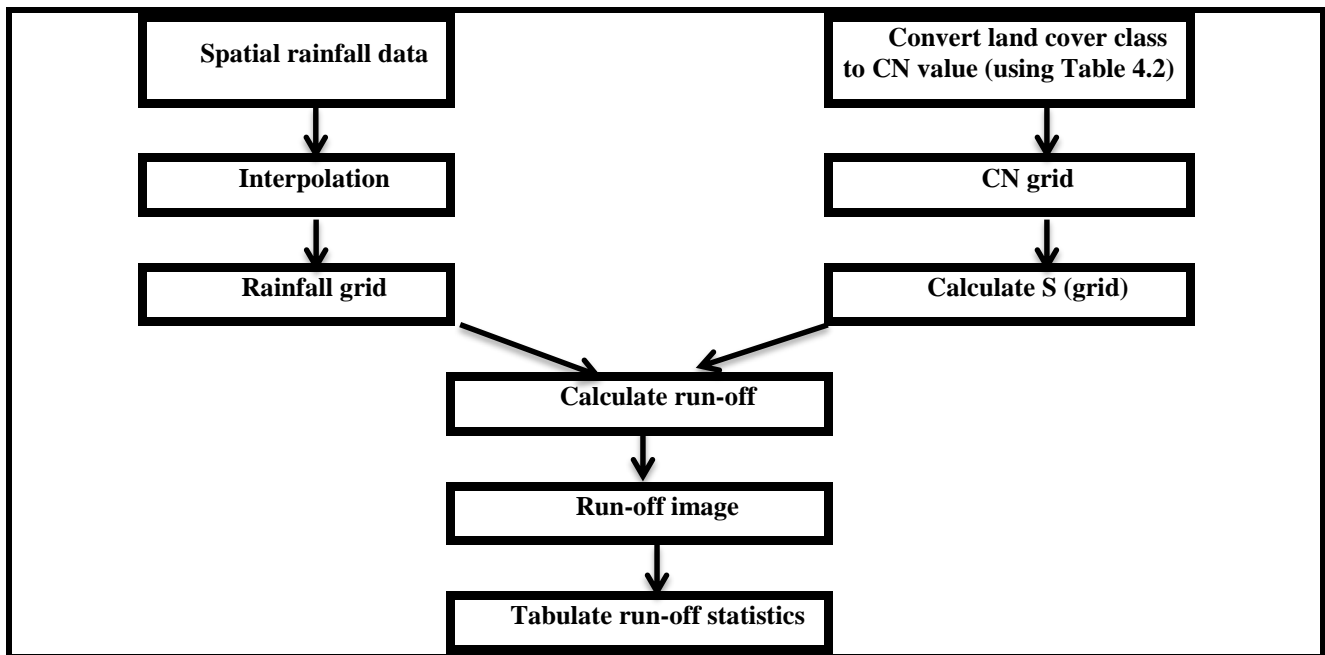 Spatial rainfall data
Convert land cover class
to CN value (using Table 4.2)
Interpolation
CN grid
Rainfall grid
Calculate S (grid)
Calculate run-off
Run-off image
Tabulate run-off statistics